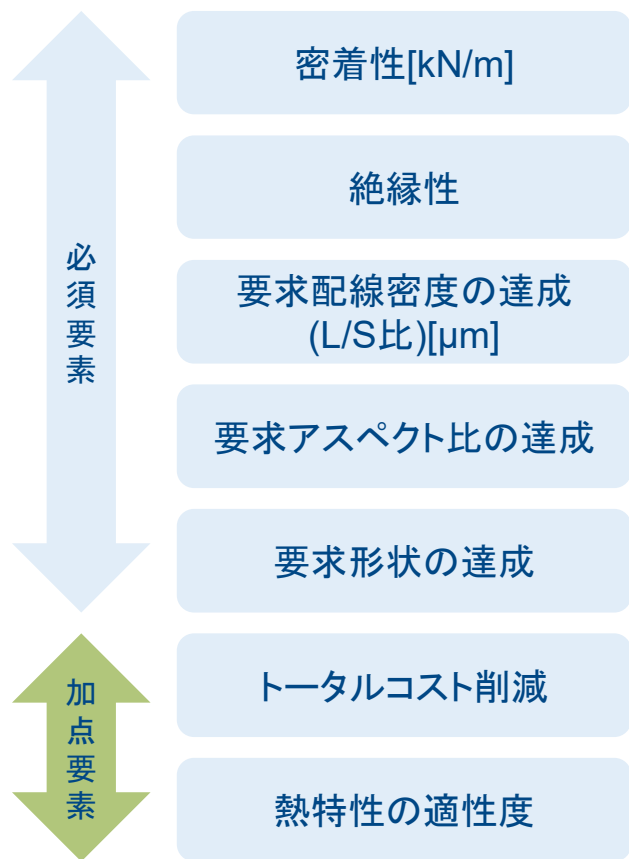 必須要素
密着性[kN/m]
絶縁性
要求配線密度の達成
(L/S比)[μm]
要求アスペクト比の達成
要求形状の達成
加点要素
トータルコスト削減
熱特性の適性度